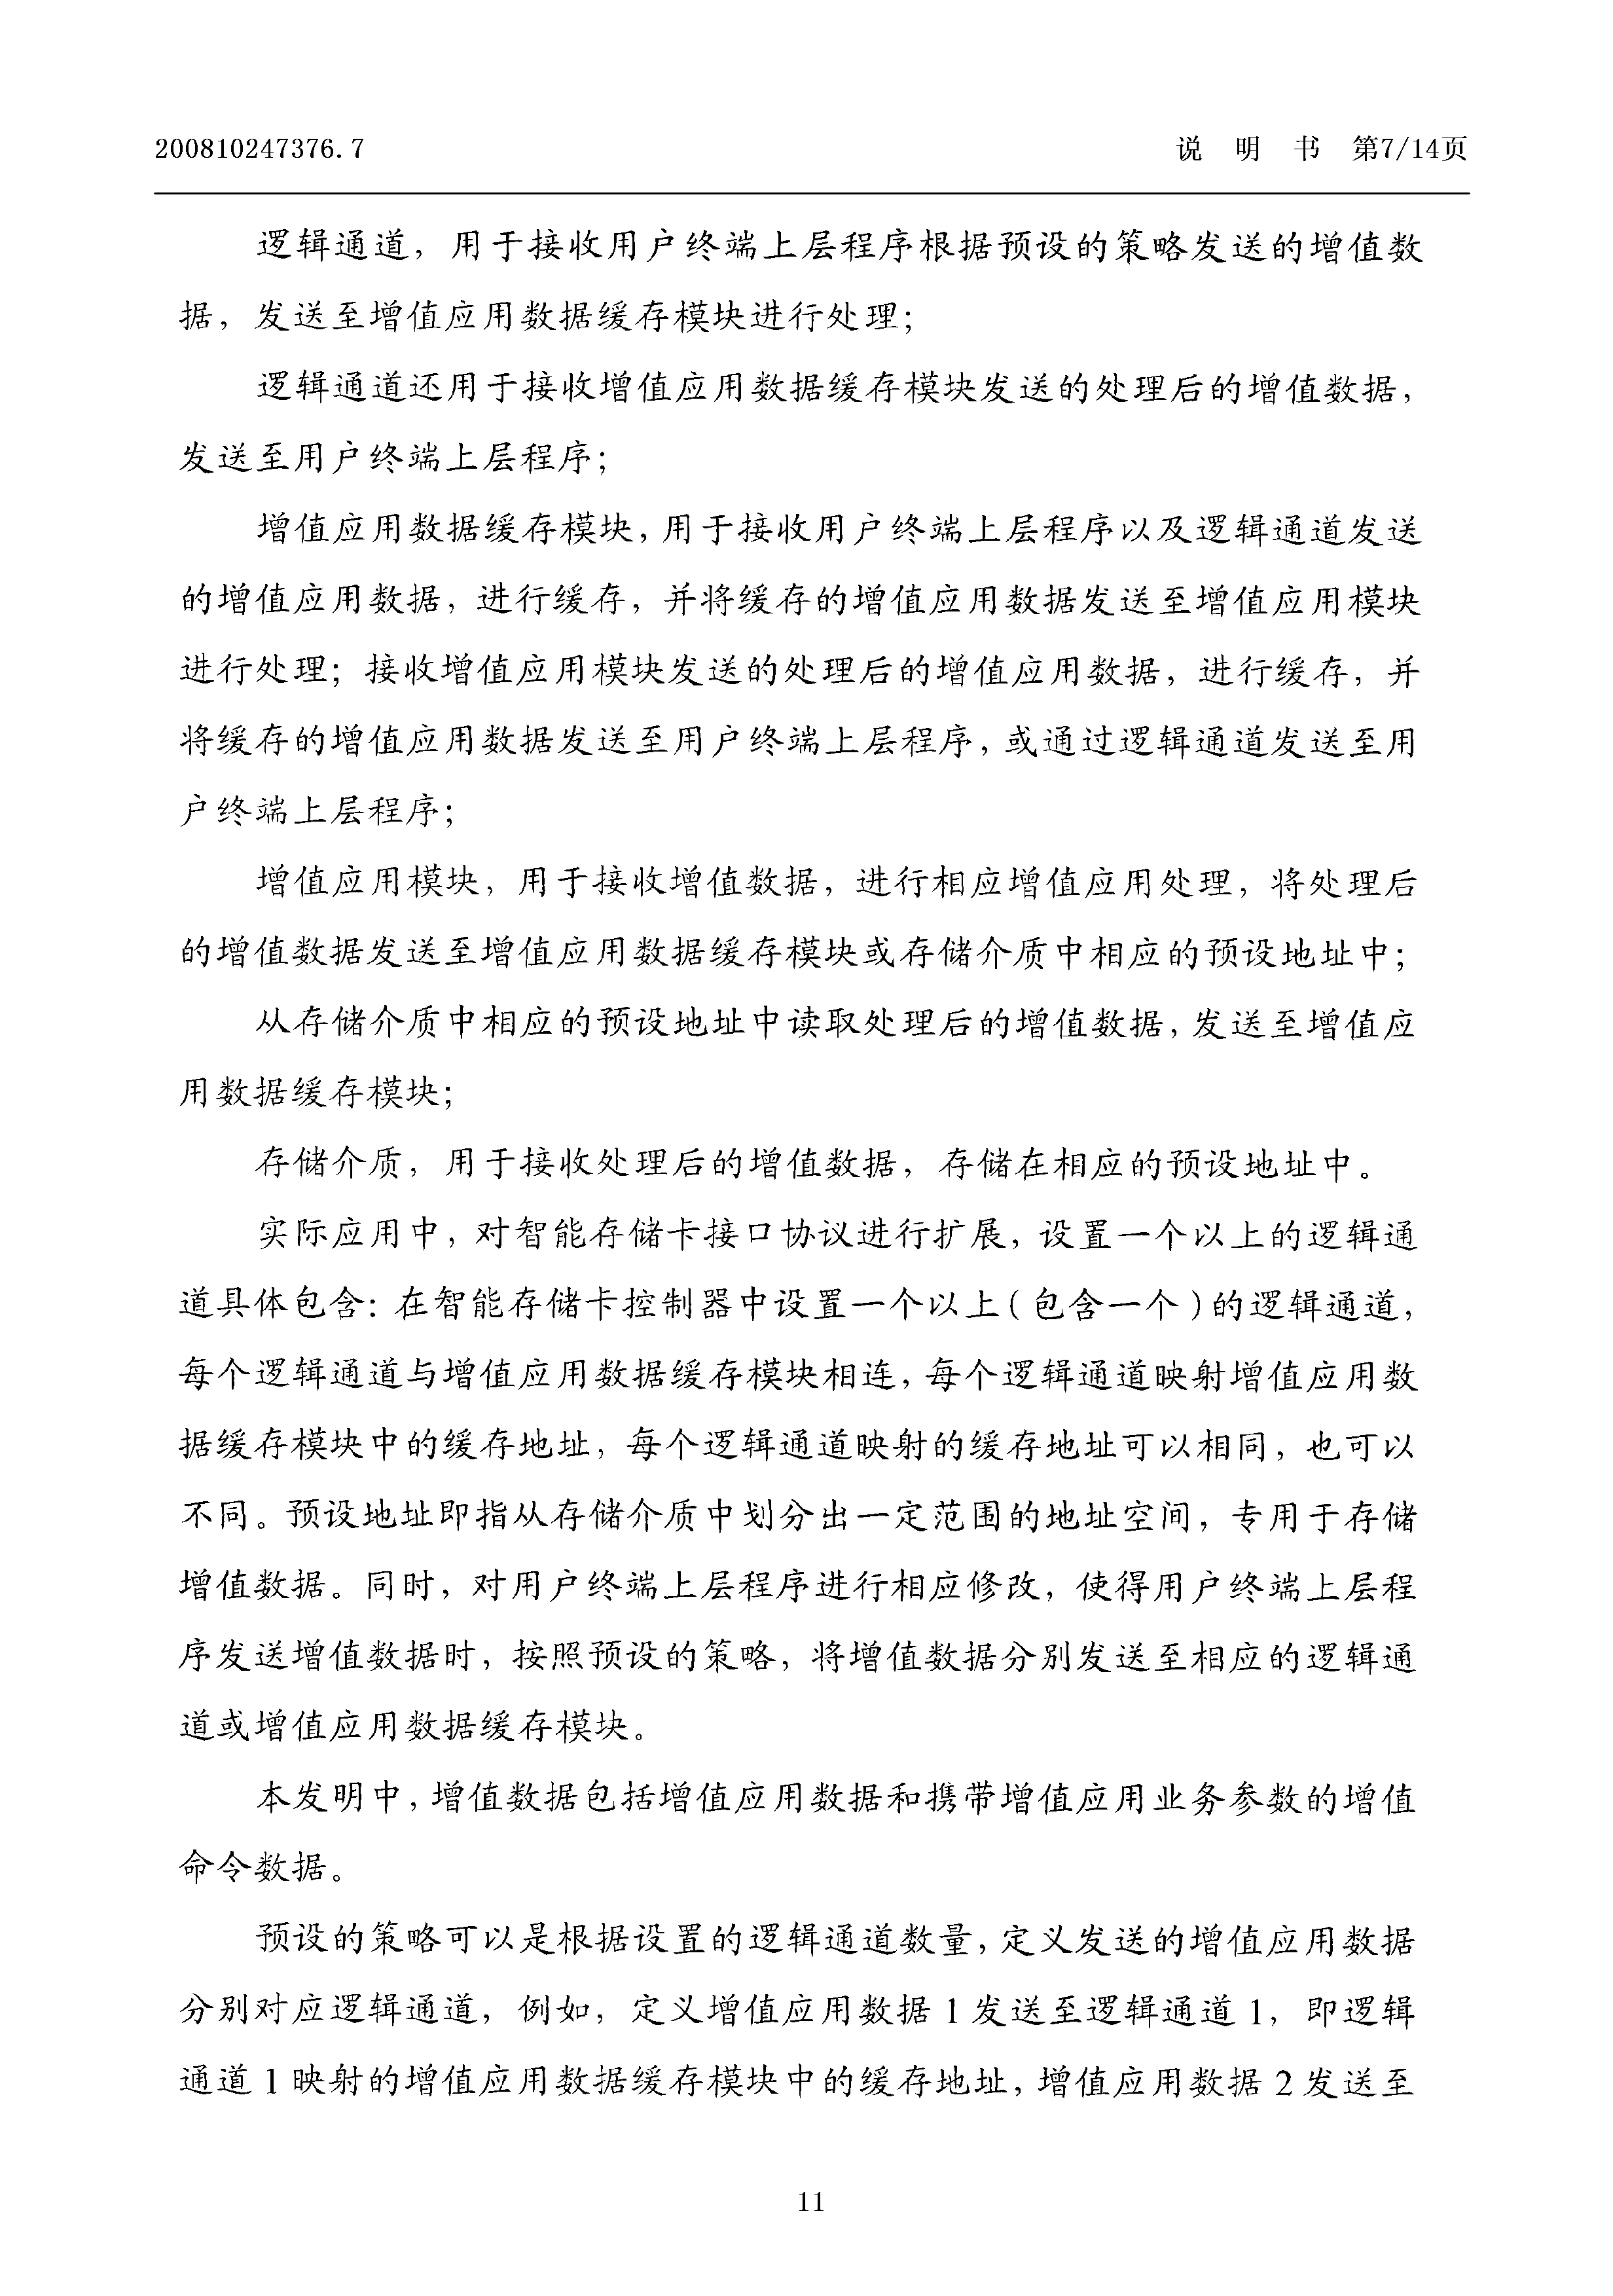 200810247376.7 说 明 书 第7/14页
逻辑通道，用于接收用户终端上层程序根据预设的策略发送的增值数
据，发送至增值应用数据缓存模块进行处理；
逻辑通道还用于接收增值应用数据缓存模块发送的处理后的增值数据，
发送至用户终端上层程序；
增值应用数据缓存模块，用于接收用户终端上层程序以及逻辑通道发送
的增值应用数据，进行缓存，并将缓存的增值应用数据发送至增值应用模块
进行处理；接收增值应用模块发送的处理后的增值应用数据，进行缓存，并
将缓存的增值应用数据发送至用户终端上层程序，或通过逻辑通道发送至用
户终端上层程序；
增值应用模块，用于接收增值数据，进行相应增值应用处理，将处理后
的增值数据发送至增值应用数据缓存模块或存储介质中相应的预设地址中；
从存储介质中相应的预设地址中读取处理后的增值数据，发送至增值应
用数据缓存模块；
存储介质，用于接收处理后的增值数据，存储在相应的预设地址中。
实际应用中，对智能存储卡接口协议进行扩展，设置一个以上的逻辑通
道具体包含：在智能存储卡控制器中设置一个以上（包含一个）的逻辑通道，
每个逻辑通道与增值应用数据缓存模块相连，每个逻辑通道映射增值应用数
据缓存模块中的缓存地址，每个逻辑通道映射的缓存地址可以相同，也可以
不同。预设地址即指从存储介质中划分出一定范围的地址空间，专用于存储
增值数据。同时，对用户终端上层程序进行相应修改，使得用户终端上层程
序发送增值数据时，按照预设的策略，将增值数据分别发送至相应的逻辑通
道或增值应用数据缓存模块。
本发明中，增值数据包括增值应用数据和携带增值应用业务参数的增值
命令数据。
预设的策略可以是根据设置的逻辑通道数量，定义发送的增值应用数据
分别对应逻辑通道，例如，定义增值应用数据 1 发送至逻辑通道 1，即逻辑
通道 1 映射的增值应用数据缓存模块中的缓存地址，增值应用数据 2 发送至
11